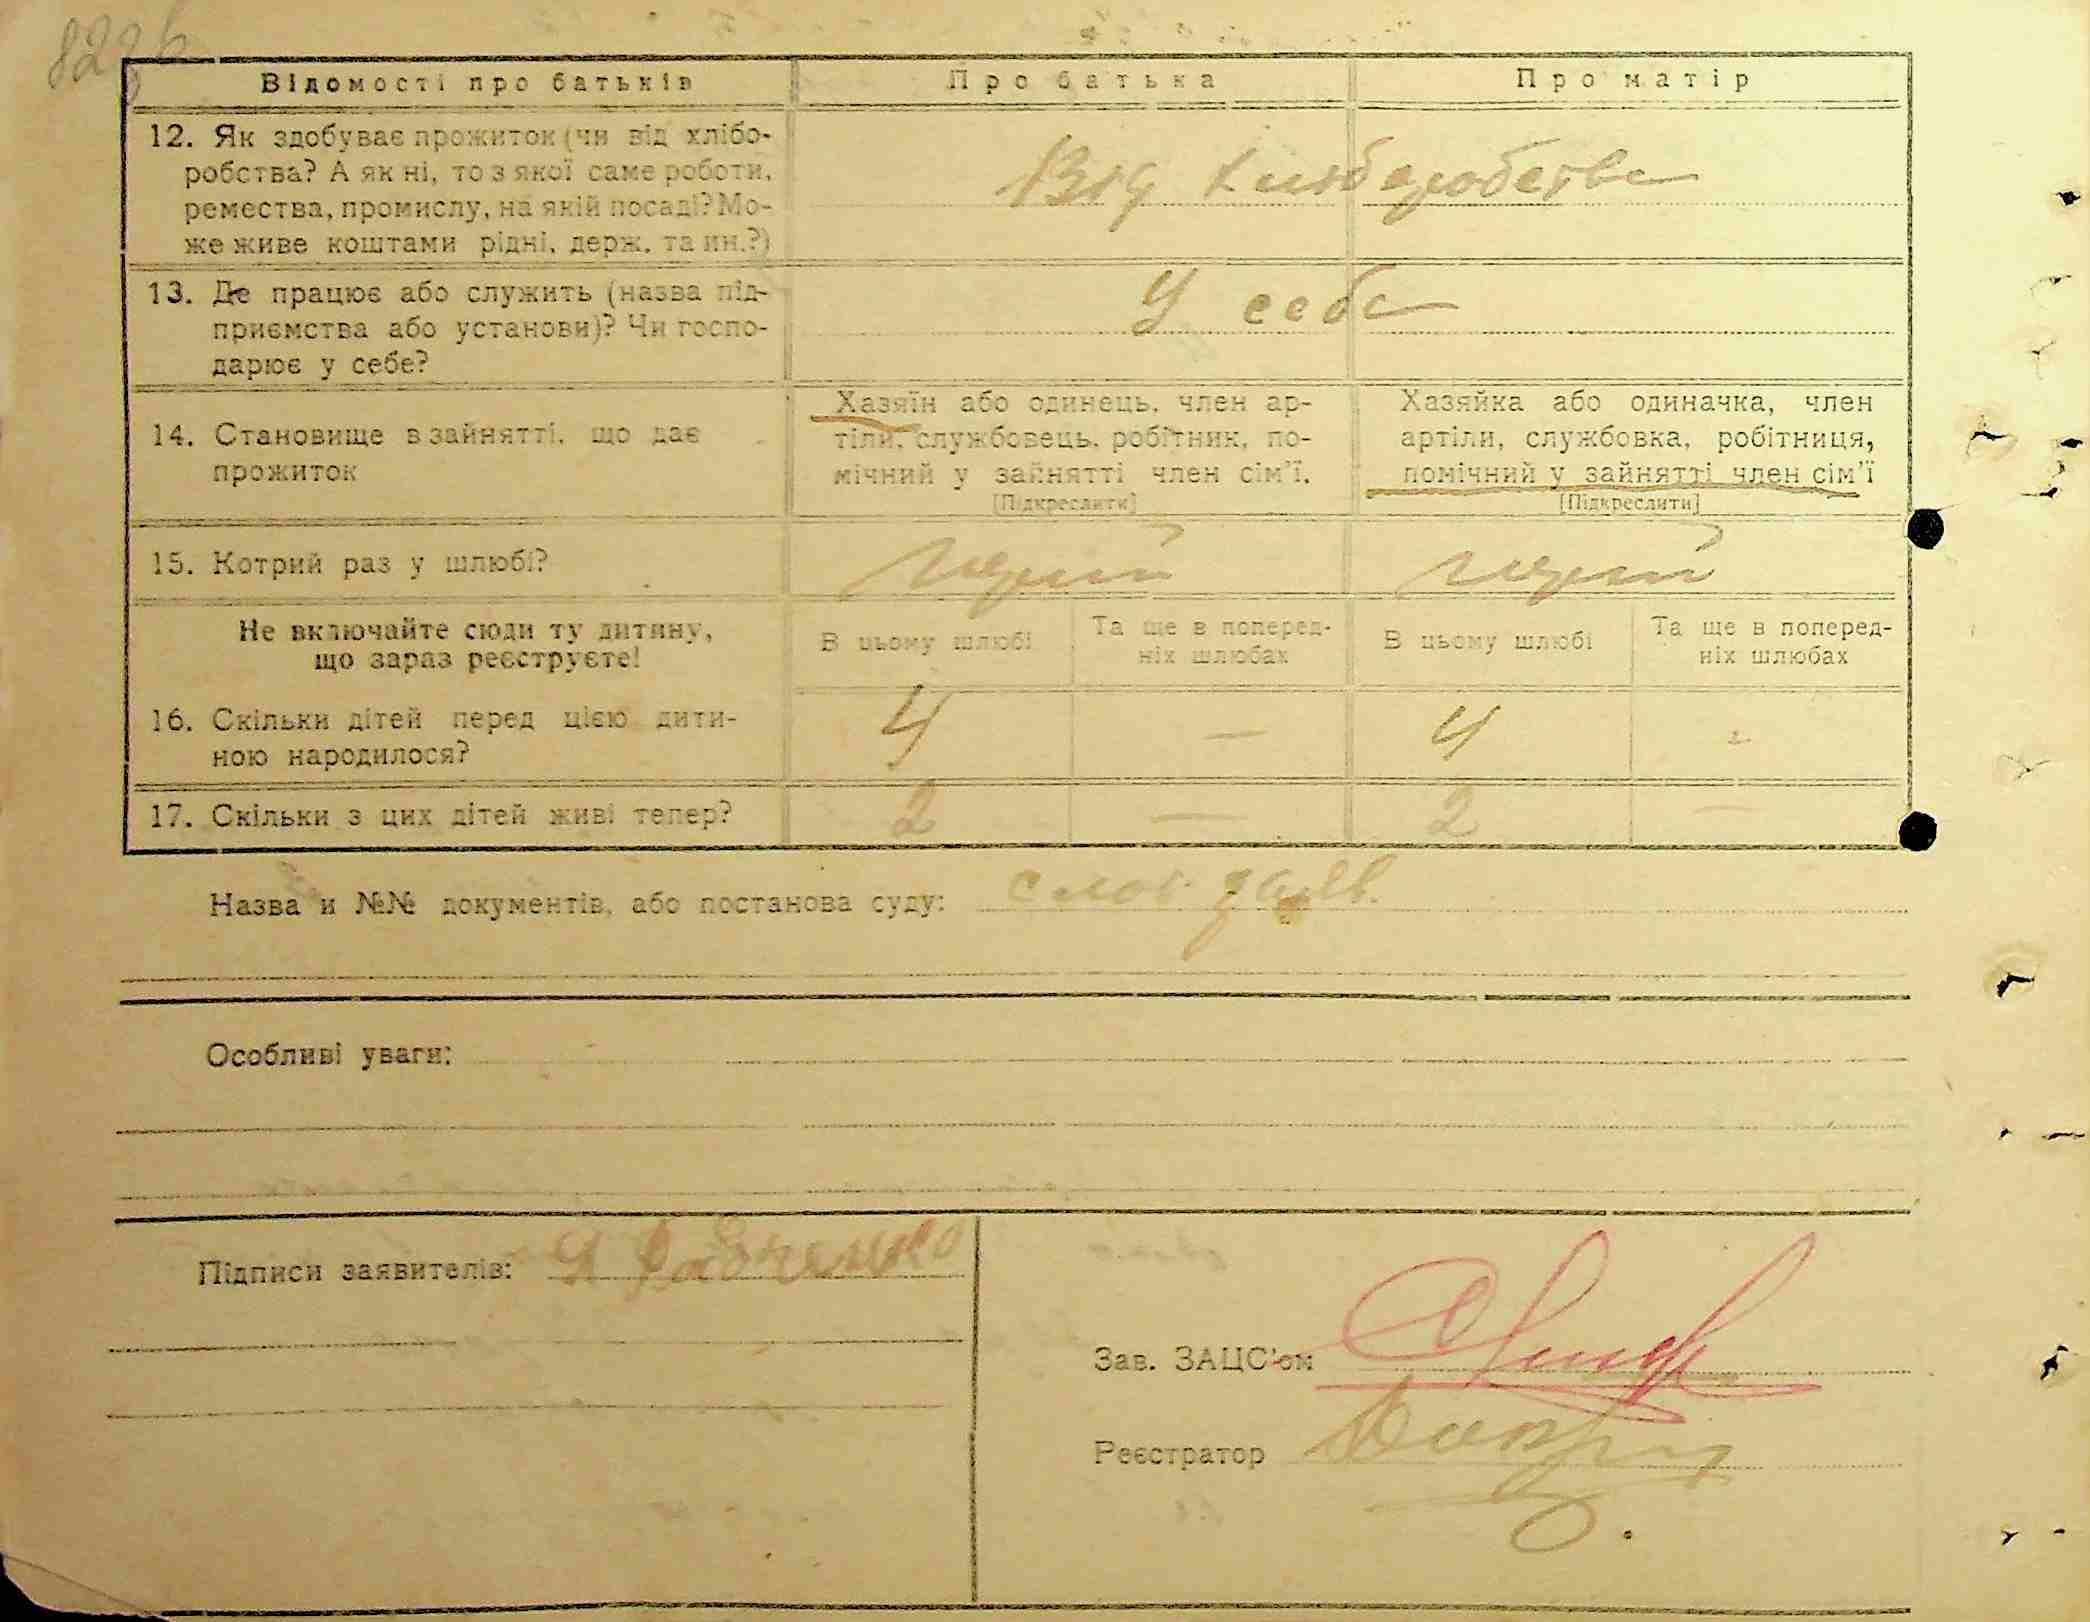 Відомості про батьків
Про батька
Про матір
12. Як здобуває прожиток (чи від хлібо-
робства? А як ні, то з якої саме роботи,
ремества, промислу, на якій посаді? Мо-
же живе коштами рідні, держ. та ин.?)
Від хлиборобства
13. Де працює або служить (назва під-
приємства або установи)? Чи госпо-
дарює у себе?
У себе
14. Становище в зайнятті, що дає
прожиток
Хазяїн або одинець, член ар-
тіли, службовець, робітник, по-
мічний у зайнятті член сім’ї.
[Підкреслити]
Хазяйка або одиначка, член
артіли, службовка, робітниця,
помічний у зайнятті член сім’ї
[Підкреслити]
15. Котрий раз у шлюбі?
Не включайте сюди ту дитину,
що зараз реєструєте!
В цьому шлюбі
Та ще в поперед-
ніх шлюбах
В цьому шлюбі
Та ще в поперед-
ніх шлюбах
16. Скільки дітей перед цією дити-
ною народилося?
4 — 4 -
17. Скільки з цих дітей живі тепер?
2 — 2 —
Назва и №№ документів, або постанова суду:
Особливі уваги:
Підписи заявителів:
Зав. ЗАЦС’ом
Реєстратор